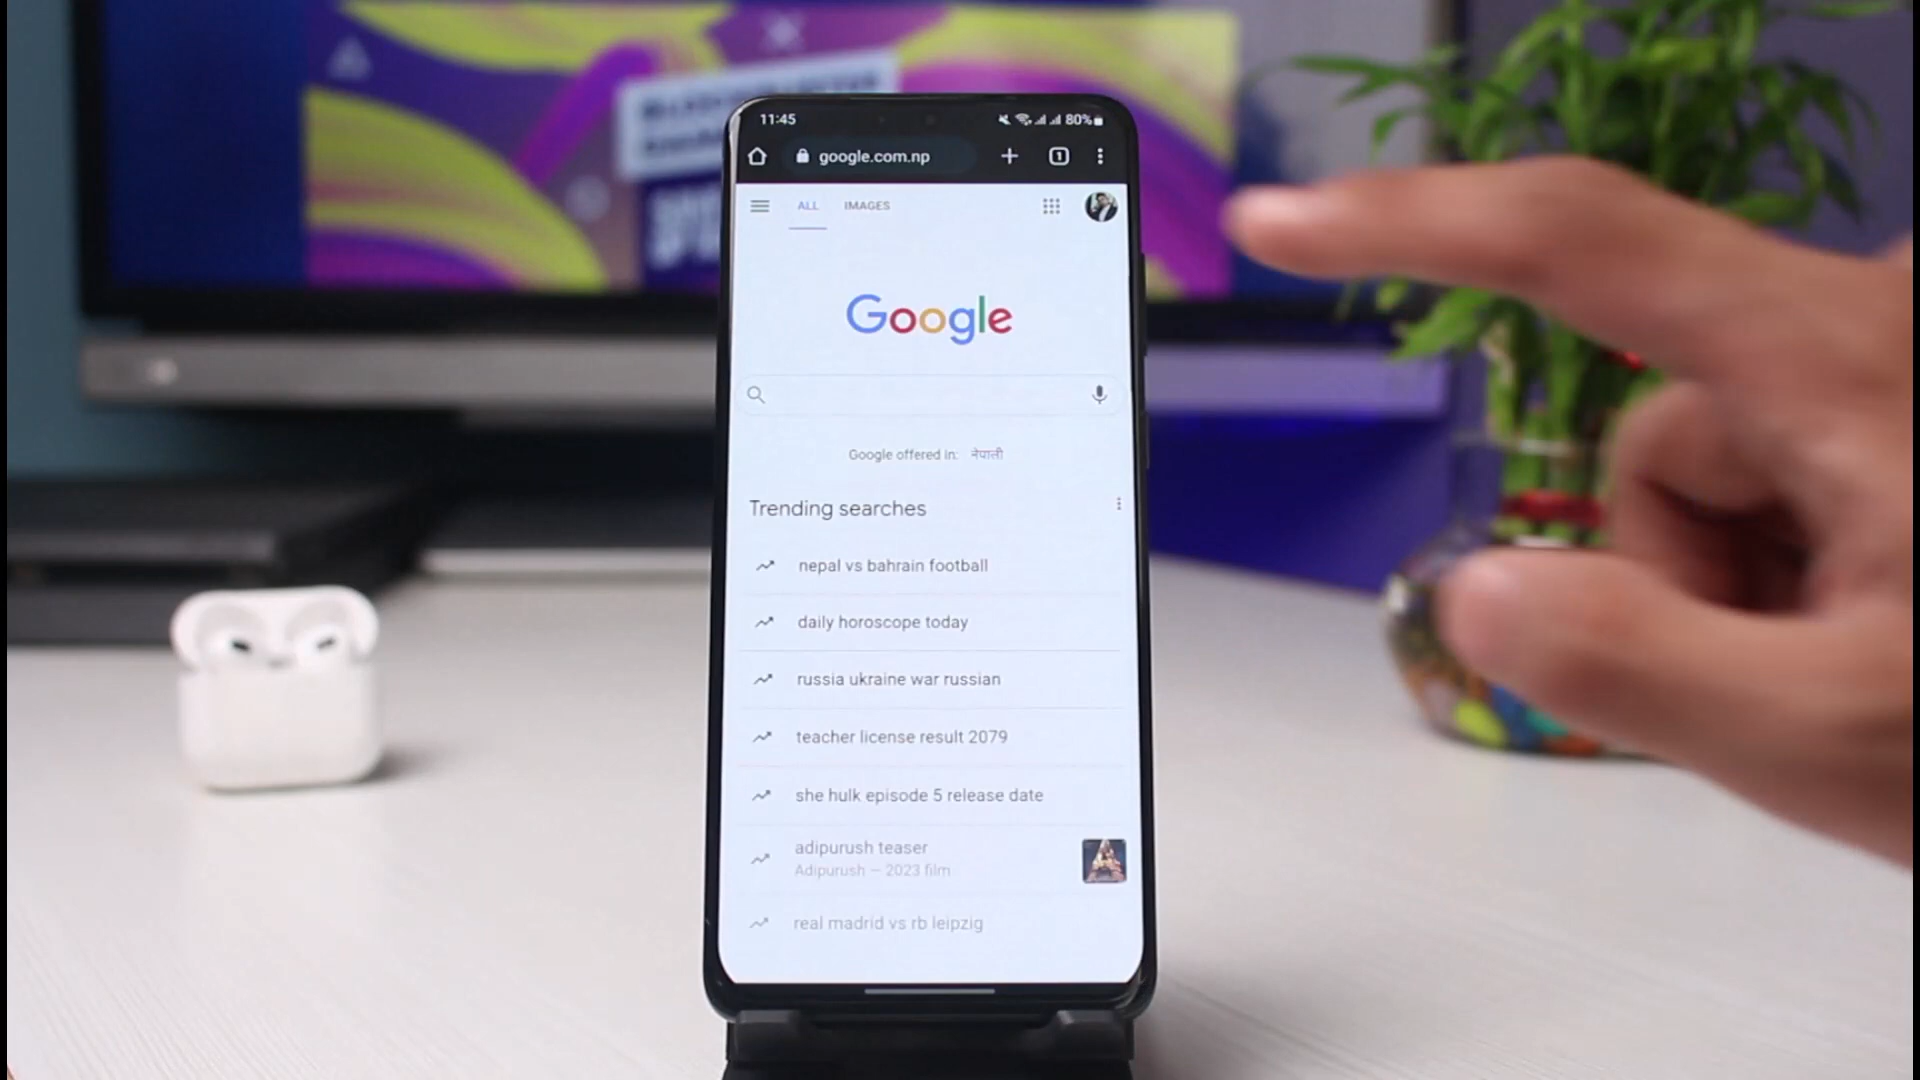 11:45
80%
google.com.np
1
ALL IMAGES
Google
Google offered in: नेपाली
Trending searches
nepal vs bahrain football
daily horoscope today
russia ukraine war russian
teacher license result 2079
she hulk episode 5 release date
adipurush teaser
Adipurush — 2023 film
real madrid vs rb leipzig